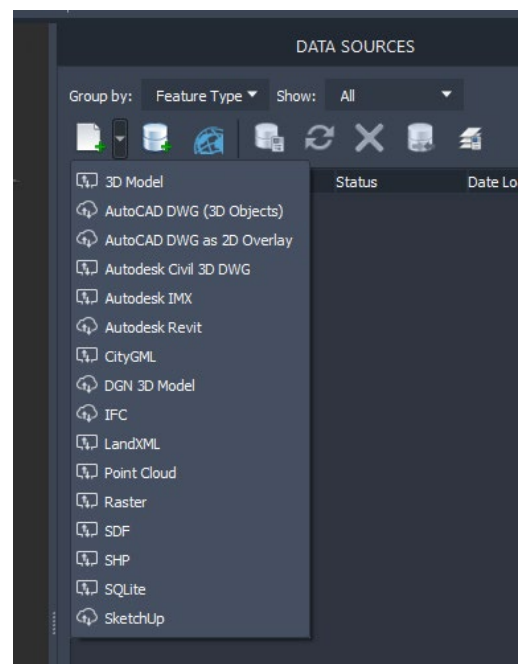 DATA SOURCES
Group by: Feature Type Show: All
Status Date Lo
3D Model
AutoCAD DWG (3D Objects)
AutoCAD DWG as 2D Overlay
Autodesk Civil 3D DWG
Autodesk IMX
Autodesk Revit
CityGML
DGN 3D Model
IFC
LandXML
Point Cloud
Raster
SDF
SHP
SQLite
SketchUp